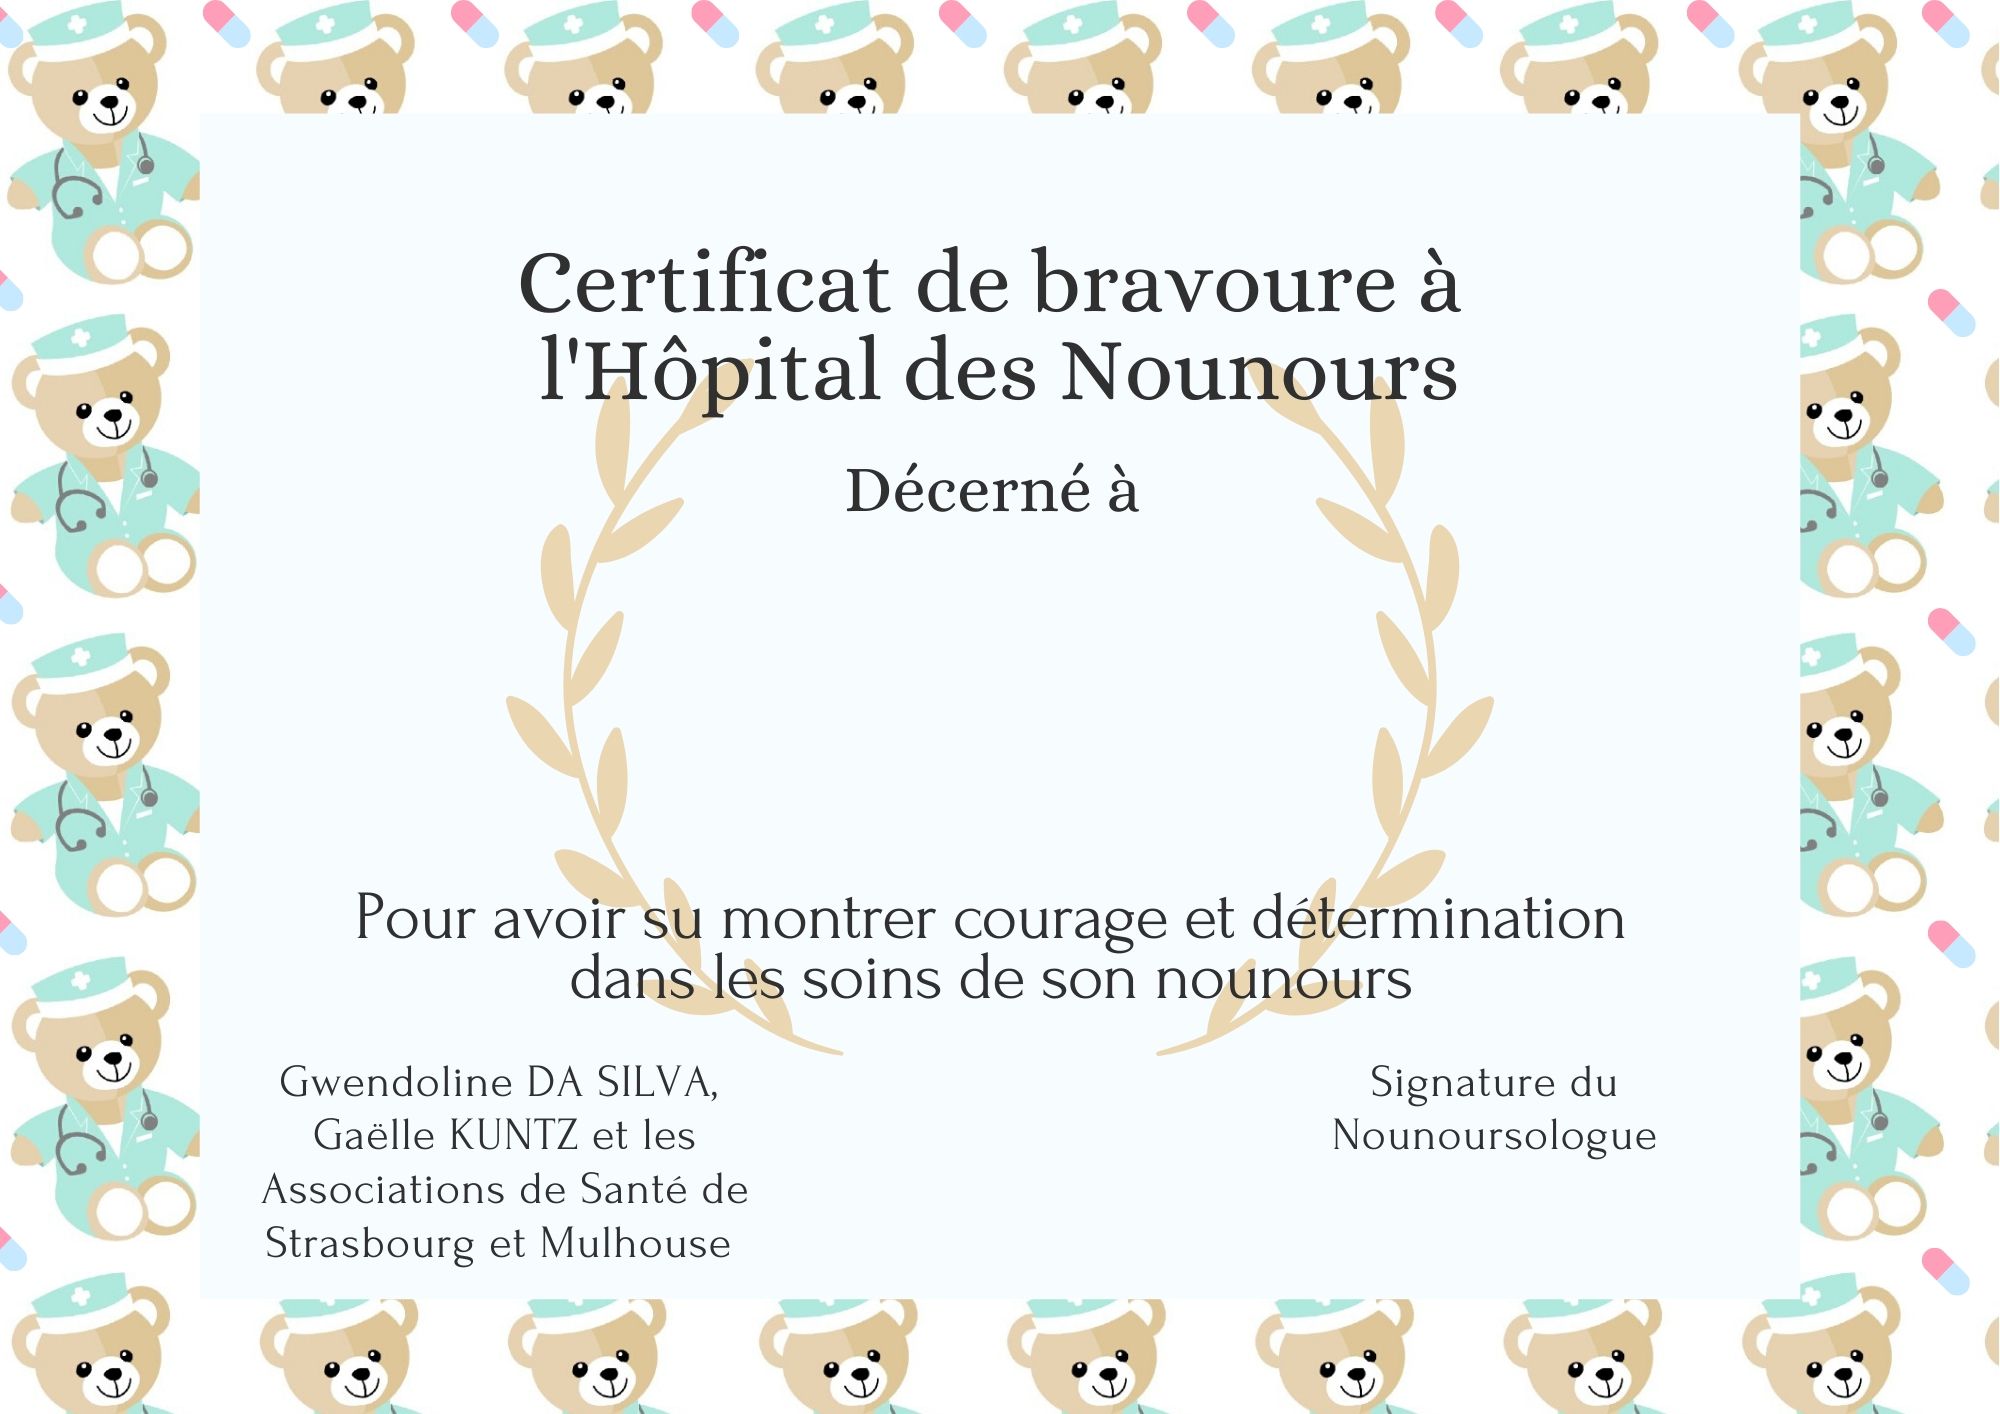 Certificat de bravoure à
l'Hôpital des Nounours
Décerné à
Pour avoir su montrer courage et détermination
dans les soins de son nounours
Gwendoline DA SILVA,
Gaëlle KUNTZ et les
Associations de Santé de
Strasbourg et Mulhouse
Signature du
Nounoursologue